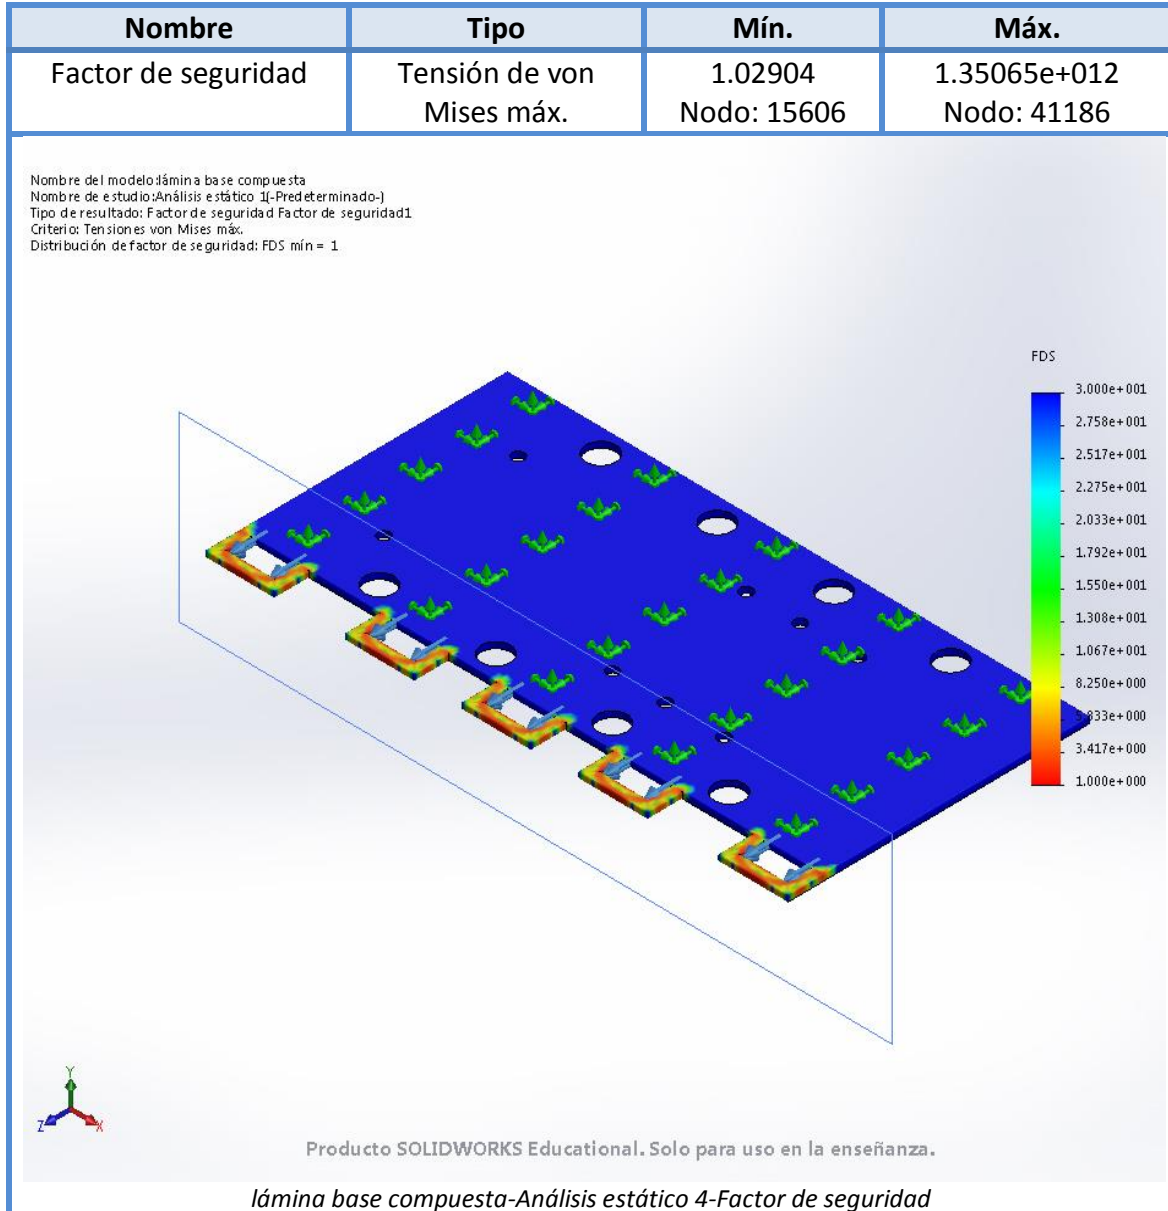 Nombre Tipo Mín. Máx.
Factor de seguridad Tensión de von 1.02904 1.35065e+012
Mises máx. Nodo: 15606 Nodo: 41186
Nombre del modelo:lámina base compuesta
Nombre de estudio:Análisis estático 1(-Predeterminado-)
Tipo de resultado: Factor de seguridad Factor de seguridad1
Criterio: Tensiones von Mises máx.
Distribución de factor de seguridad: FDS mín = 1
FDS
3.000e+001
2.758e+001
2.517e+001
2.275e+001
2.033e+001
1.792e+001
1.550e+001
1.308e+001
1.067e+001
8.250e+000
833e+000
3.417e+000
1.000e+000
Y
Z X
Producto SOLIDWORKS Educational. Solo para uso en la enseñanza.
lámina base compuesta-Análisis estático 4-Factor de seguridad